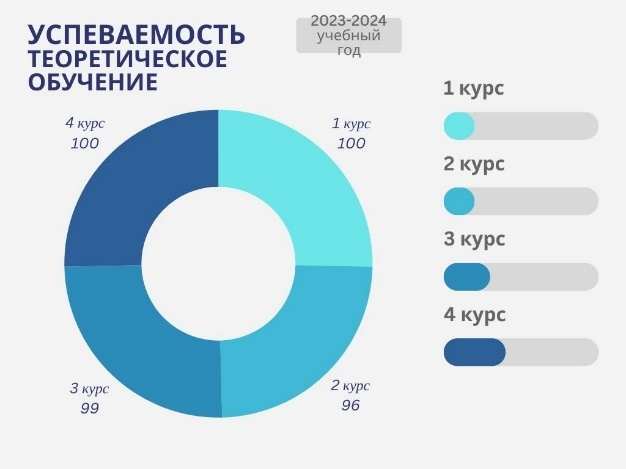 УСПЕВАЕМОСТЬ
ТЕОРЕТИЧЕСКОЕ
ОБУЧЕНИЕ
2023-2024
учебный
год
4 курс
100
1 курс
100
3 курс
99
2 курс
96
1 курс
2 курс
3 курс
4 курс